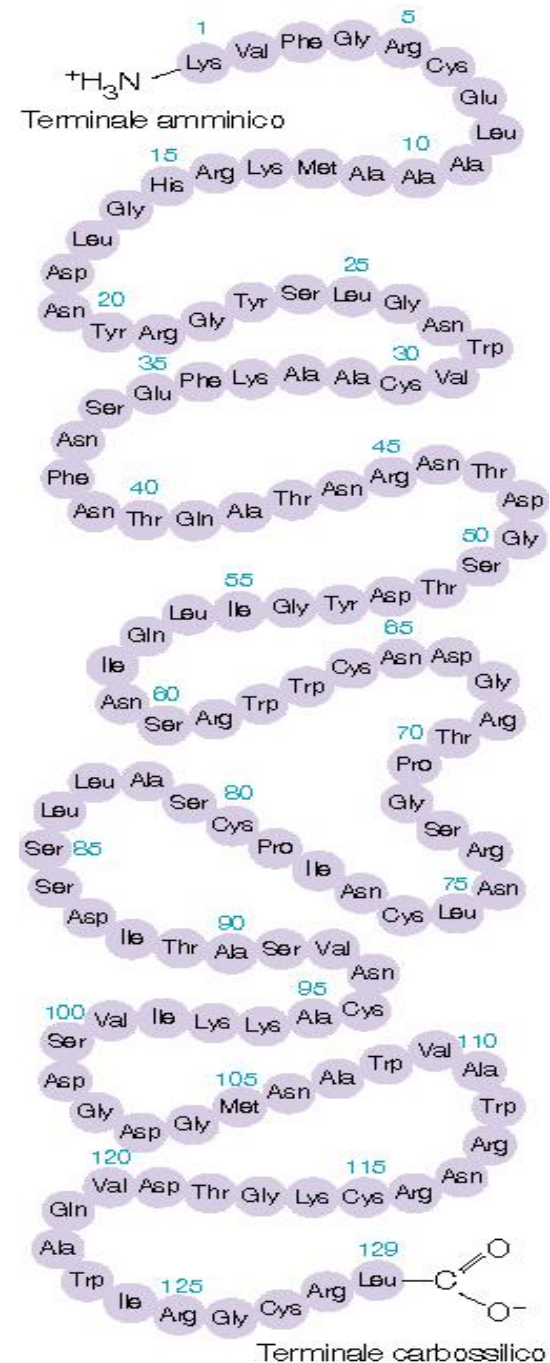 1 5
+H3N Lys Val Phe Gly Arg Cys Glu Leu
Terminale amminico
10 15
Ala Ala Ala Met Lys Arg His Gly Leu Asp Asn
20 25
Tyr Arg Gly Tyr Ser Leu Gly Asn Trp
30 35
Val Cys Ala Ala Lys Phe Glu Ser Asn Phe Asn
40 45
Thr Gln Ala Thr Asn Arg Asn Thr Asp Gly
50 55
Ser Thr Asp Tyr Gly Ile Leu Gln Ile Asn
60 65
Ser Arg Trp Trp Cys Asn Asp Gly Arg Thr
70 75
Pro Gly Ser Arg Asn Leu Cys
80 85
Asn Ile Pro Cys Ser Ala Leu Leu Ser Ser Asp
90
Ile Thr Ala Ser Val Asn Cys
95 100
Ala Lys Lys Ile Val Ser Asp Gly Asp Gly
105 110
Met Asn Ala Trp Val Ala Trp Arg Asn Arg
115 120
Cys Lys Gly Thr Asp Val Gln Ala Trp Ile
125 129
Arg Gly Cys Arg Leu C O O−
Terminale carbossilico